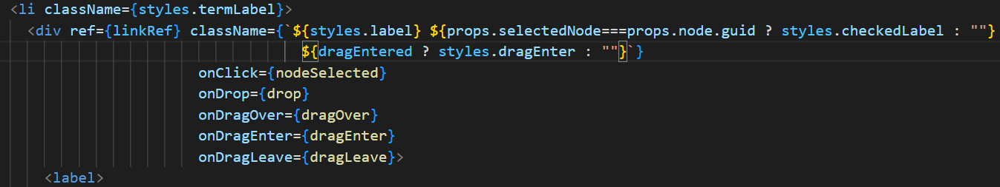 <li className={styles.termLabel}>
<div ref={linkRef} className={`${styles.label} ${props.selectedNode===props.node.guid ? styles.checkedLabel : ""}
${dragEntered ? styles.dragEnter : ""}`}
onClick={nodeSelected}
onDrop={drop}
onDragOver={dragOver}
onDragEnter={dragEnter}
onDragLeave={dragLeave}>
<label>